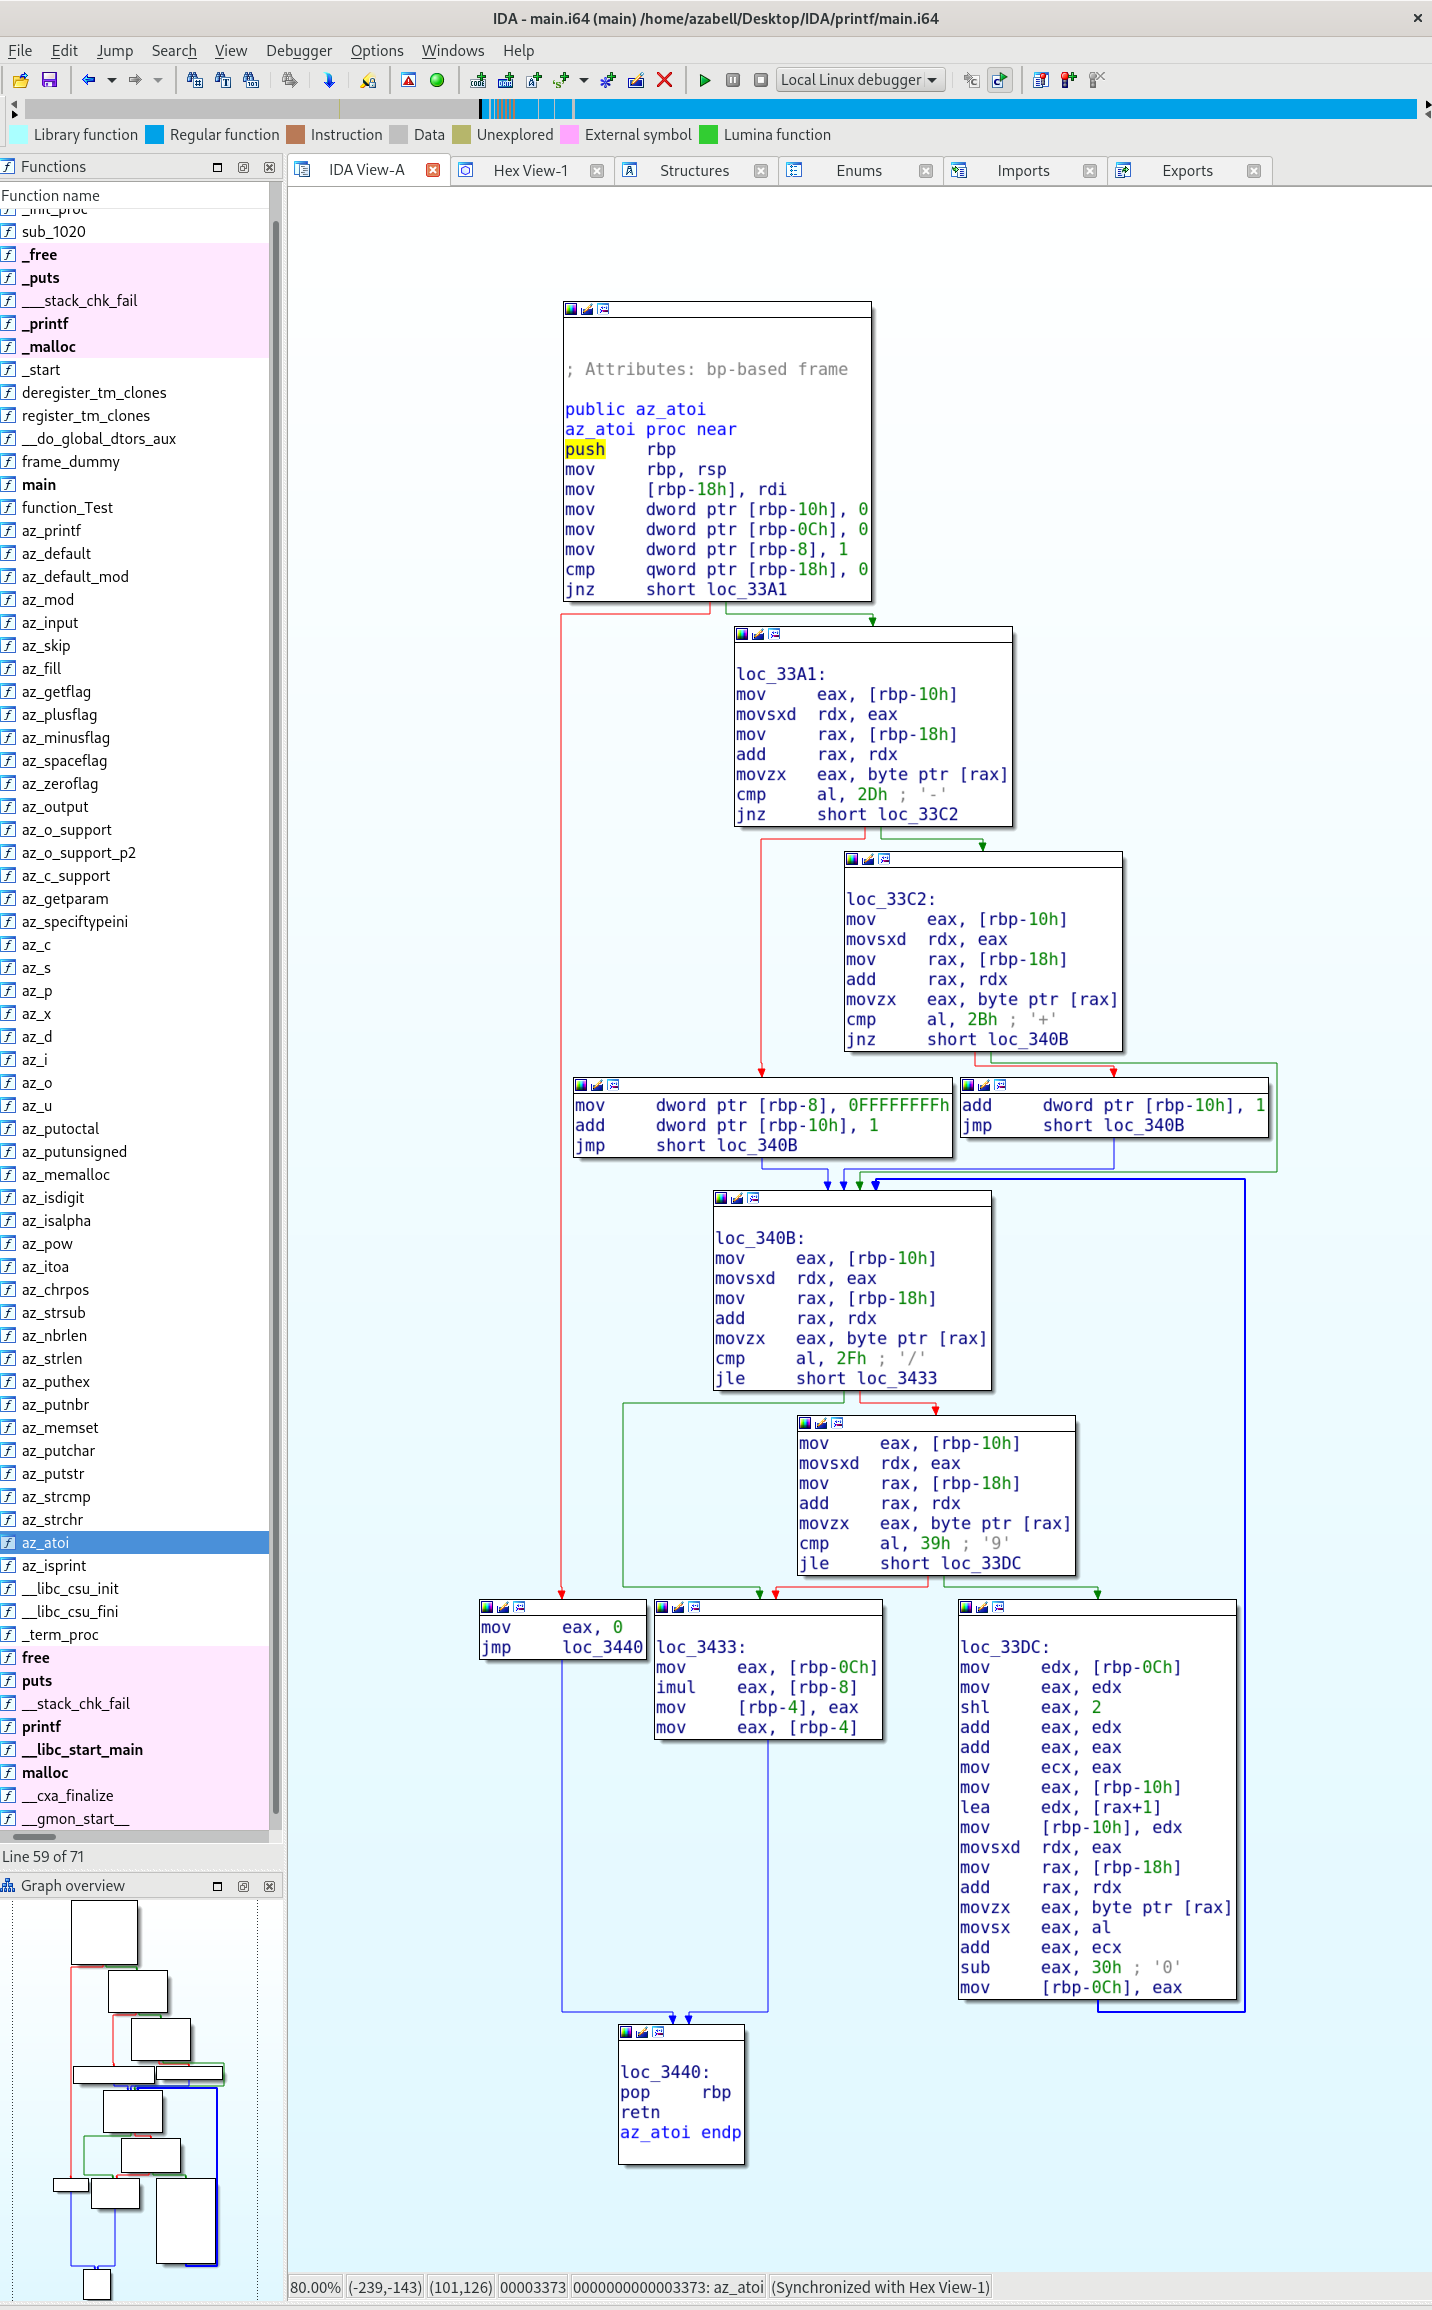 IDA - main.i64 (main) /home/azabell/Desktop/IDA/printf/main.i64
File Edit Jump Search View Debugger Options Windows Help
Local Linux debugger
Library function Regular function Instruction Data Unexplored External symbol Lumina function
Functions
IDA View-A Hex View-1 Structures Enums Imports Exports
Function name
_init_proc
sub_1020
_free
_puts
___stack_chk_fail
_printf
_malloc
_start
deregister_tm_clones
register_tm_clones
__do_global_dtors_aux
frame_dummy
main
function_Test
az_printf
az_default
az_default_mod
az_mod
az_input
az_skip
az_fill
az_getflag
az_plusflag
az_minusflag
az_spaceflag
az_zeroflag
az_output
az_o_support
az_o_support_p2
az_c_support
az_getparam
az_speciftypeini
az_c
az_s
az_p
az_x
az_d
az_i
az_o
az_u
az_putoctal
az_putunsigned
az_memalloc
az_isdigit
az_isalpha
az_pow
az_itoa
az_chrpos
az_strsub
az_nbrlen
az_strlen
az_puthex
az_putnbr
az_memset
az_putchar
az_putstr
az_strcmp
az_strchr
az_atoi
az_isprint
__libc_csu_init
__libc_csu_fini
_term_proc
free
puts
__stack_chk_fail
printf
__libc_start_main
malloc
__cxa_finalize
__gmon_start__
Line 59 of 71
Graph overview
; Attributes: bp-based frame
public az_atoi
az_atoi proc near
push rbp
mov rbp, rsp
mov [rbp-18h], rdi
mov dword ptr [rbp-10h], 0
mov dword ptr [rbp-0Ch], 0
mov dword ptr [rbp-8], 1
cmp qword ptr [rbp-18h], 0
jnz short loc_33A1
loc_33A1:
mov eax, [rbp-10h]
movsxd rdx, eax
mov rax, [rbp-18h]
add rax, rdx
movzx eax, byte ptr [rax]
cmp al, 2Dh ; '-'
jnz short loc_33C2
loc_33C2:
mov eax, [rbp-10h]
movsxd rdx, eax
mov rax, [rbp-18h]
add rax, rdx
movzx eax, byte ptr [rax]
cmp al, 2Bh ; '+'
jnz short loc_340B
mov dword ptr [rbp-8], 0FFFFFFFFh
add dword ptr [rbp-10h], 1
jmp short loc_340B
add dword ptr [rbp-10h], 1
jmp short loc_340B
loc_340B:
mov eax, [rbp-10h]
movsxd rdx, eax
mov rax, [rbp-18h]
add rax, rdx
movzx eax, byte ptr [rax]
cmp al, 2Fh ; '/'
jle short loc_3433
mov eax, [rbp-10h]
movsxd rdx, eax
mov rax, [rbp-18h]
add rax, rdx
movzx eax, byte ptr [rax]
cmp al, 39h ; '9'
jle short loc_33DC
mov eax, 0
jmp loc_3440
loc_3433:
mov eax, [rbp-0Ch]
imul eax, [rbp-8]
mov [rbp-4], eax
mov eax, [rbp-4]
loc_33DC:
mov edx, [rbp-0Ch]
mov eax, edx
shl eax, 2
add eax, edx
add eax, eax
mov ecx, eax
mov eax, [rbp-10h]
lea edx, [rax+1]
mov [rbp-10h], edx
movsxd rdx, eax
mov rax, [rbp-18h]
add rax, rdx
movzx eax, byte ptr [rax]
movsx eax, al
add eax, ecx
sub eax, 30h ; '0'
mov [rbp-0Ch], eax
loc_3440:
pop rbp
retn
az_atoi endp
80.00% (-239,-143) (101,126) 00003373 0000000000003373: az_atoi (Synchronized with Hex View-1)